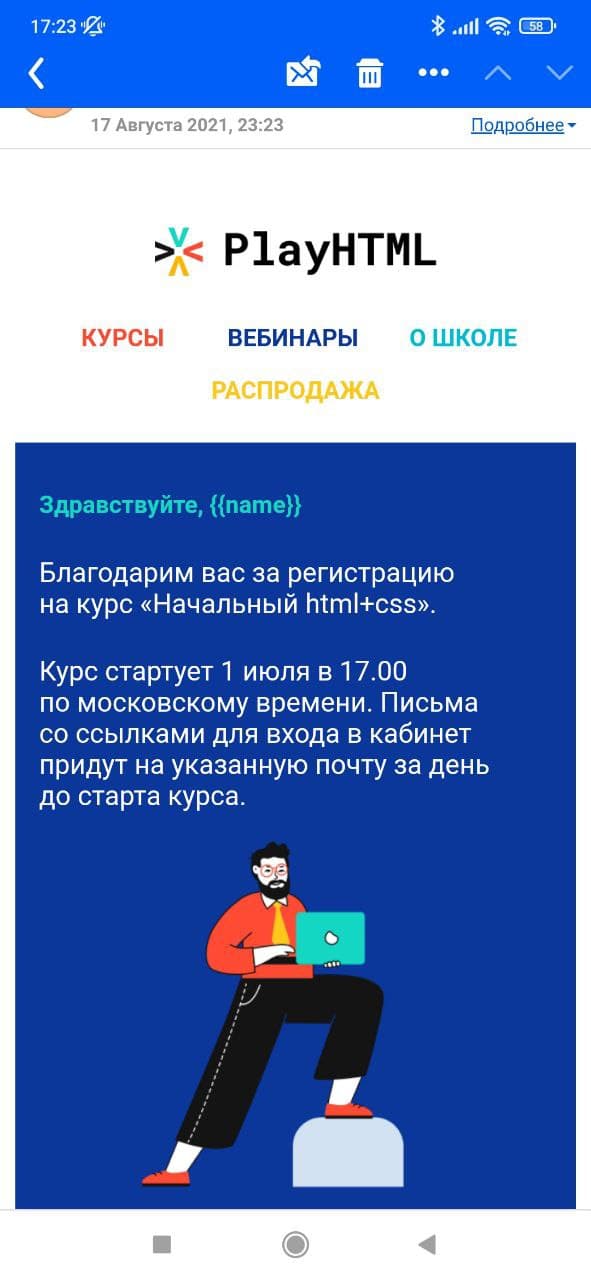 17:23
58
17 Августа 2021, 23:23
Подробнее
PlayHTML
КУРСЫ ВЕБИНАРЫ О ШКОЛЕ
РАСПРОДАЖА
Здравствуйте, {{name}}
Благодарим вас за регистрацию
на курс «Начальный html+css».
Курс стартует 1 июля в 17.00
по московскому времени. Письма
со ссылками для входа в кабинет
придут на указанную почту за день
до старта курса.